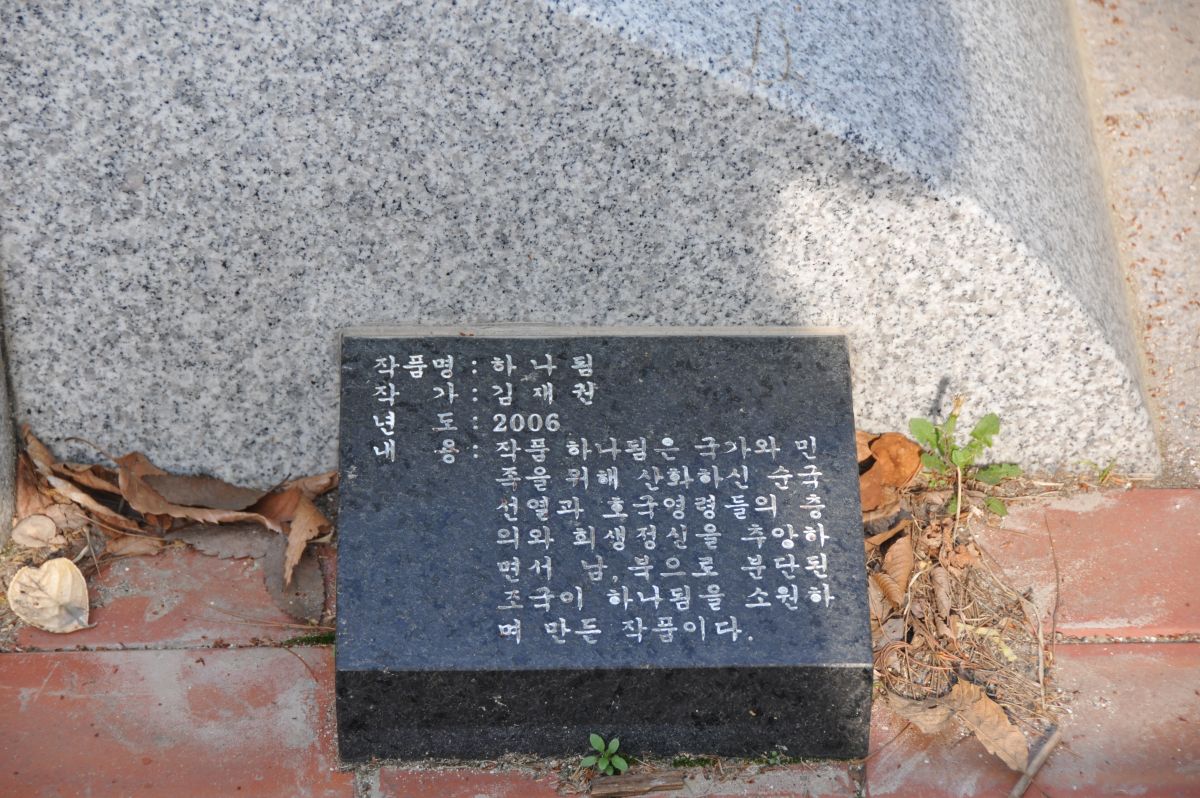 작품명 : 하 나 됨
작 가 : 김 재 권
년 도 : 2006
내 용 : 작품 하나됨은 국가와 민
족을 위해 산화하신 순국
선열과 호국영령들의 충
의와 희생정신을 추앙하
면서 남.북으로 분단된
조국이 하나됨을 소원하
며 만든 작품이다.